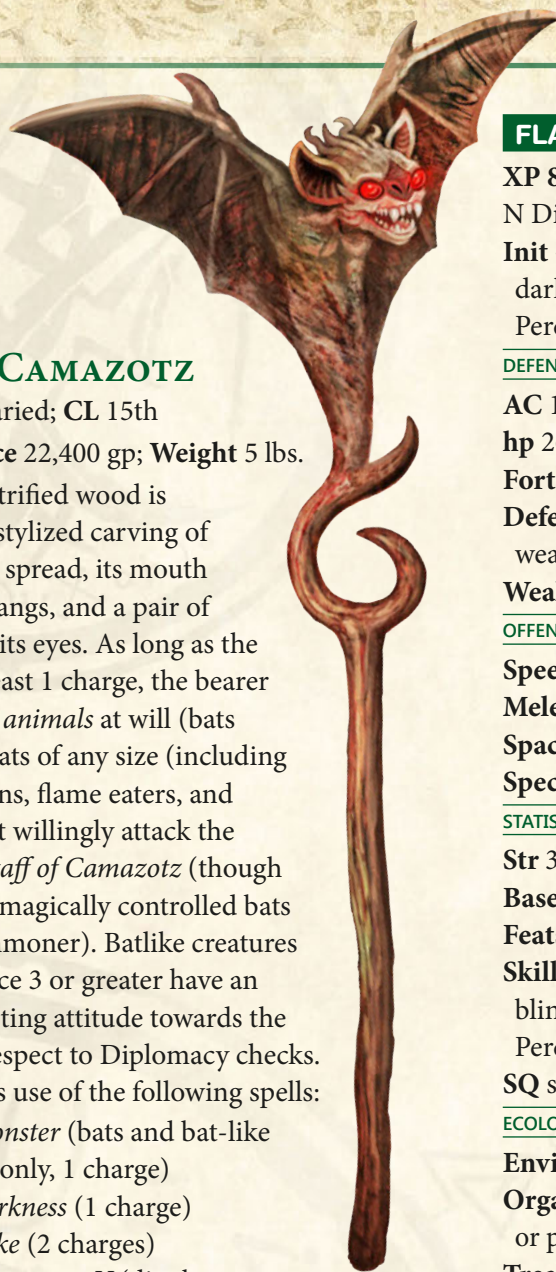 CAMAZOTZ
aried; CL 15th
ce 22,400 gp; Weight 5 lbs.
trified wood is
stylized carving of
spread, its mouth
angs, and a pair of
its eyes. As long as the
east 1 charge, the bearer
animals at will (bats
ats of any size (including
ns, flame eaters, and
t willingly attack the
aff of Camazotz (though
magically controlled bats
nmoner). Batlike creatures
ce 3 or greater have an
ting attitude towards the
espect to Diplomacy checks.
s use of the following spells:
onster (bats and bat-like
only, 1 charge)
rkness (1 charge)
ke (2 charges)
FLA
XP 8
N Di
Init
dark
Perc
DEFEN
AC 1
hp 2
Fort
Defe
wea
Wea
OFFEN
Spee
Mele
Spac
Spec
STATIS
Str 3
Base
Feat
Skill
blin
Perc
SQ s
ECOLO
Envi
Orga
or p